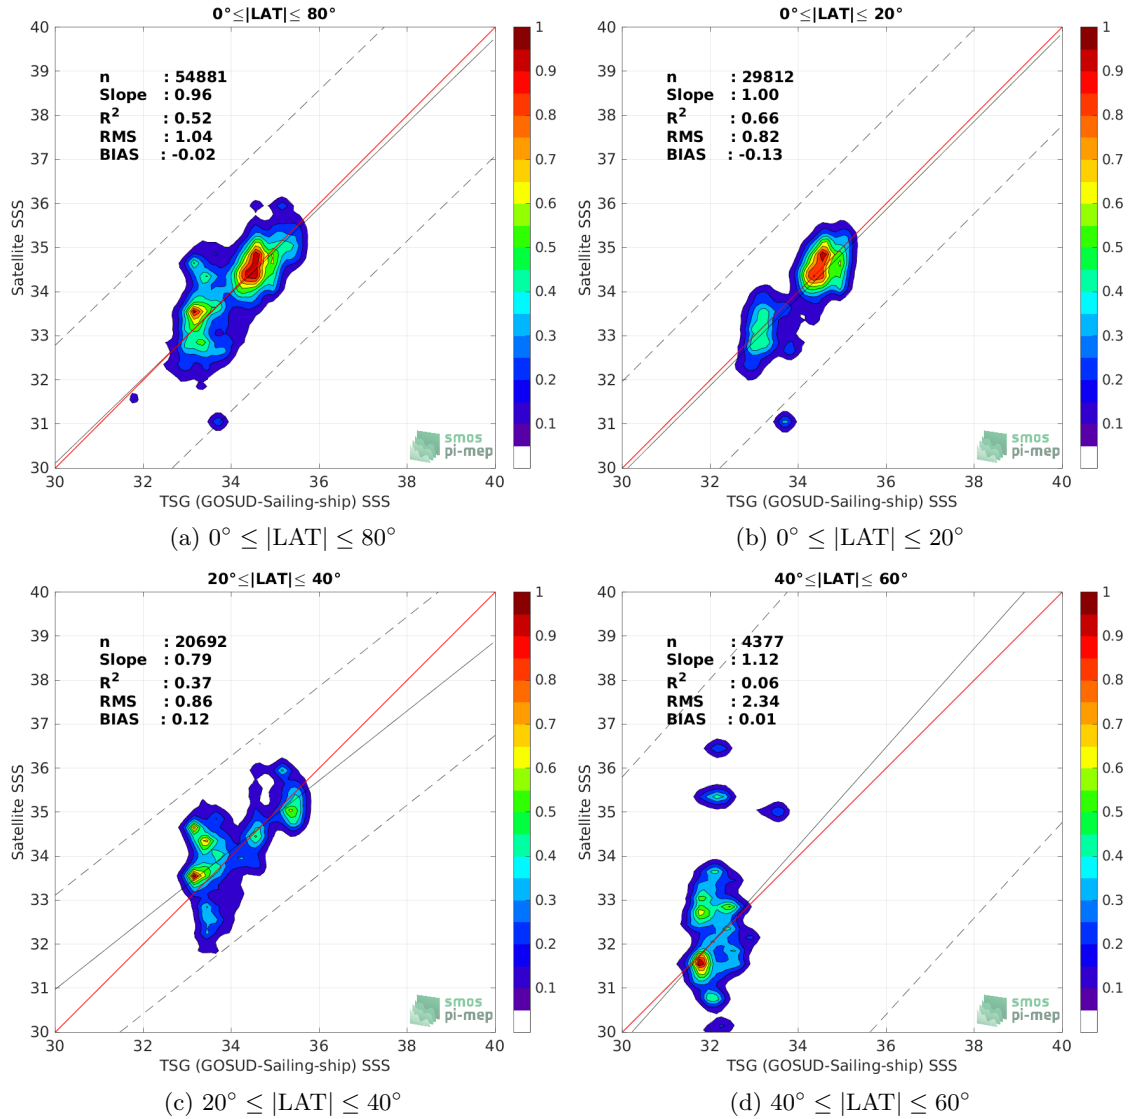 0°≤|LAT|≤ 80°
n : 54881
Slope : 0.96
R² : 0.52
RMS : 1.04
BIAS : -0.02
Satellite SSS
40
39
38
37
36
35
34
33
32
31
30
30 32 34 36 38 40
TSG (GOSUD-Sailing-ship) SSS
1
0.9
0.8
0.7
0.6
0.5
0.4
0.3
0.2
0.1
smos
pi-mep
(a) 0° ≤ |LAT| ≤ 80°
0°≤|LAT|≤ 20°
n : 29812
Slope : 1.00
R² : 0.66
RMS : 0.82
BIAS : -0.13
Satellite SSS
40
39
38
37
36
35
34
33
32
31
30
30 32 34 36 38 40
TSG (GOSUD-Sailing-ship) SSS
1
0.9
0.8
0.7
0.6
0.5
0.4
0.3
0.2
0.1
smos
pi-mep
(b) 0° ≤ |LAT| ≤ 20°
20°≤|LAT|≤ 40°
n : 20692
Slope : 0.79
R² : 0.37
RMS : 0.86
BIAS : 0.12
Satellite SSS
40
39
38
37
36
35
34
33
32
31
30
30 32 34 36 38 40
TSG (GOSUD-Sailing-ship) SSS
1
0.9
0.8
0.7
0.6
0.5
0.4
0.3
0.2
0.1
smos
pi-mep
(c) 20° ≤ |LAT| ≤ 40°
40°≤|LAT|≤ 60°
n : 4377
Slope : 1.12
R² : 0.06
RMS : 2.34
BIAS : 0.01
Satellite SSS
40
39
38
37
36
35
34
33
32
31
30
30 32 34 36 38 40
TSG (GOSUD-Sailing-ship) SSS
1
0.9
0.8
0.7
0.6
0.5
0.4
0.3
0.2
0.1
smos
pi-mep
(d) 40° ≤ |LAT| ≤ 60°